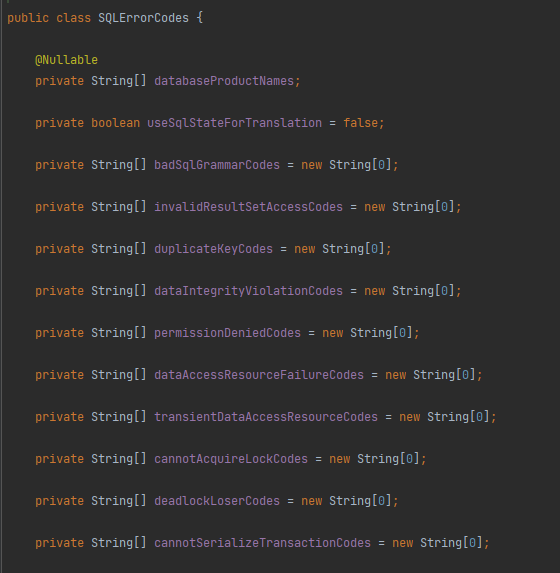 public class SQLErrorCodes {
@Nullable
private String[] databaseProductNames;
private boolean useSqlStateForTranslation = false;
private String[] badSqlGrammarCodes = new String[0];
private String[] invalidResultSetAccessCodes = new String[0];
private String[] duplicateKeyCodes = new String[0];
private String[] dataIntegrityViolationCodes = new String[0];
private String[] permissionDeniedCodes = new String[0];
private String[] dataAccessResourceFailureCodes = new String[0];
private String[] transientDataAccessResourceCodes = new String[0];
private String[] cannotAcquireLockCodes = new String[0];
private String[] deadlockLoserCodes = new String[0];
private String[] cannotSerializeTransactionCodes = new String[0];